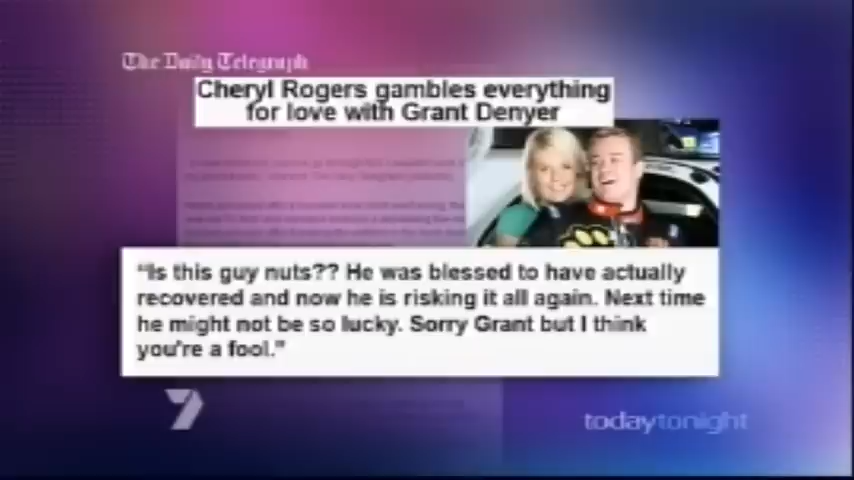 The Daily Telegraph
Cheryl Rogers gambles everything
for love with Grant Denyer
"Is this guy nuts?? He was blessed to have actually
recovered and now he is risking it all again. Next time
he might not be so lucky. Sorry Grant but I think
you're a fool."
7
todaytonight